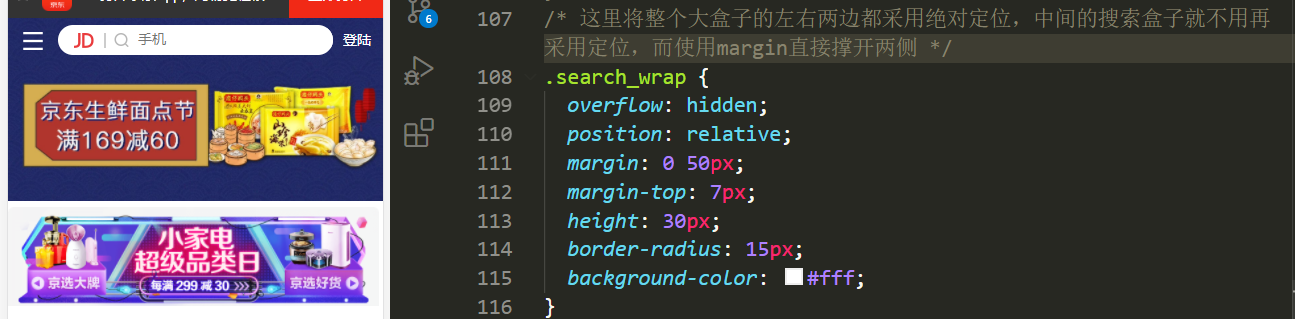 京东
JD
手机
登陆
京东生鲜面点节
满169减60
小家电
超级品类日
京选大牌
每满 299 减 30 >>>
京选好货
6
107 /* 这里将整个大盒子的左右两边都采用绝对定位，中间的搜索盒子就不用再
采用定位，而使用margin直接撑开两侧 */
108 .search_wrap {
109 overflow: hidden;
110 position: relative;
111 margin: 0 50px;
112 margin-top: 7px;
113 height: 30px;
114 border-radius: 15px;
115 background-color: #fff;
116 }